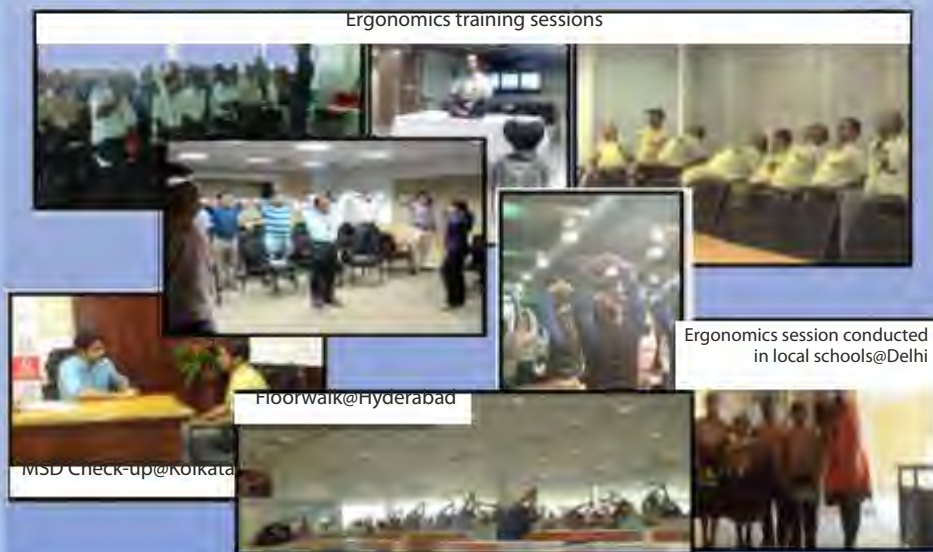 Ergonomics training sessions
Ergonomics session conducted
in local schools@Delhi
Floorwalk@Hyderabad
MSD Check-up@Kolkata